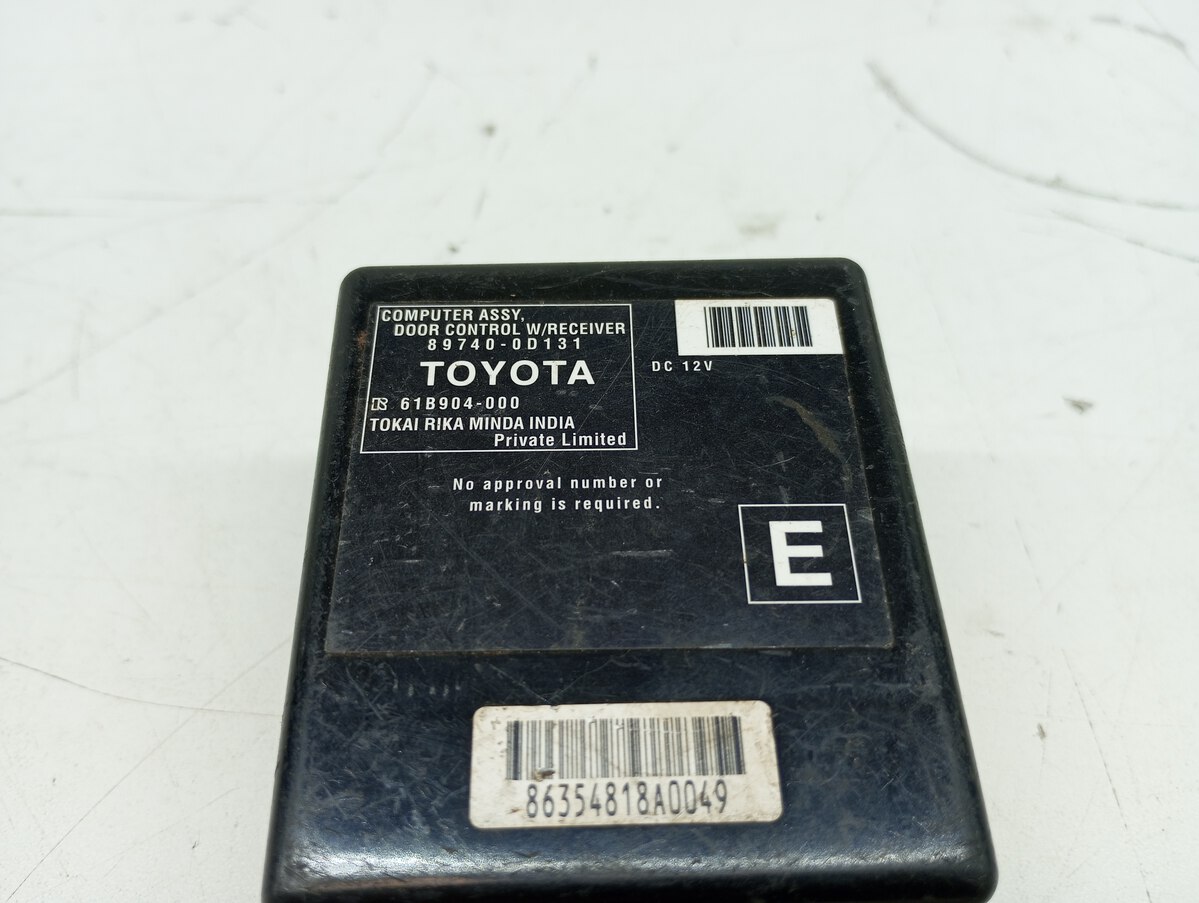 COMPUTER ASSY,
DOOR CONTROL W/RECEIVER
89740-0D131
TOYOTA
DC 12V
61B904-000
TOKAI RIKA MINDA INDIA
Private Limited
No approval number or
marking is required.
E
86354818A0049